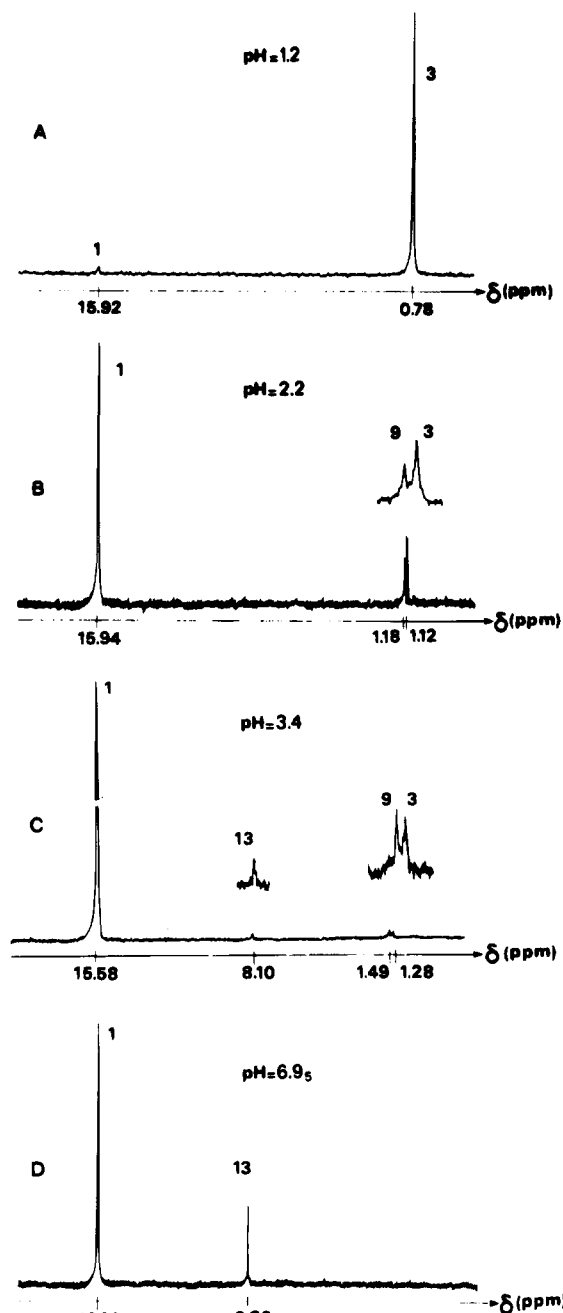 pH=1.2
3
A
1
15.92
0.78
δ(ppm)
1
pH=2.2
9 3
B
15.94
1.18 1.12
δ(ppm)
1
pH=3.4
9 3
13
C
15.58
8.10
1.49 1.28
δ(ppm)
1
pH=6.9₅
13
D
δ(ppm)